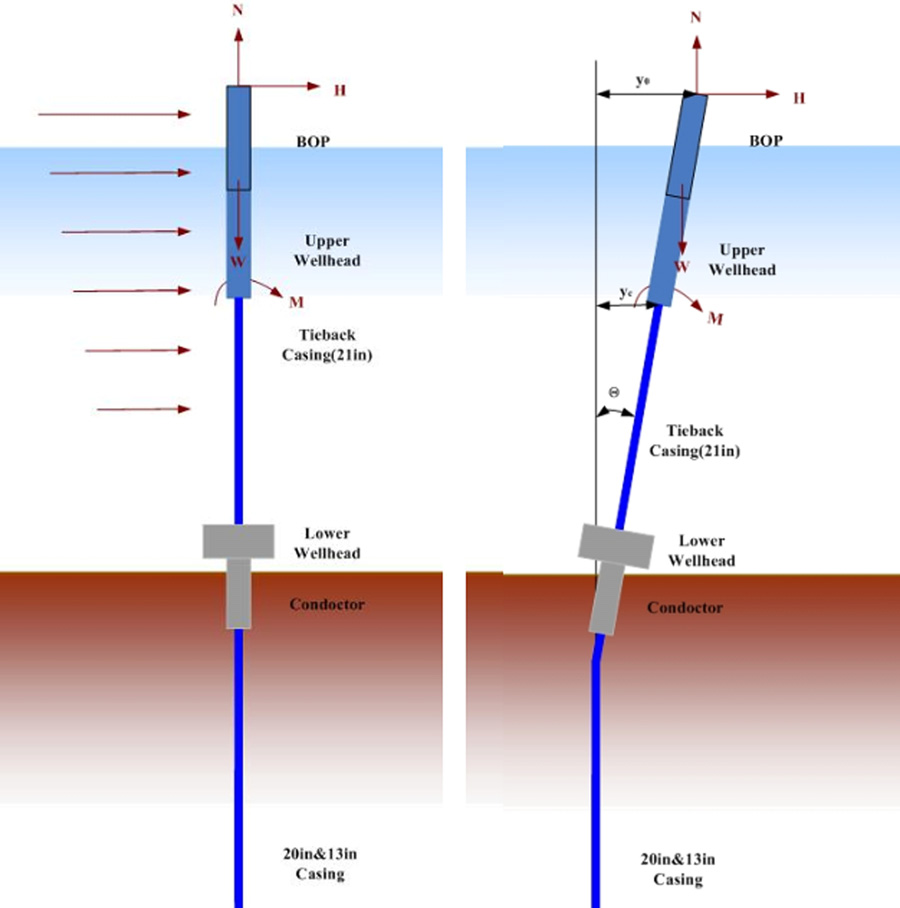 N
H
BOP
Upper
Wellhead
W
M
Tieback
Casing(21in)
Lower
Wellhead
Condoctor
20in&13in
Casing
N
y₀
H
BOP
Upper
Wellhead
W
y꜀
M
Θ
Tieback
Casing(21in)
Lower
Wellhead
Condoctor
20in&13in
Casing